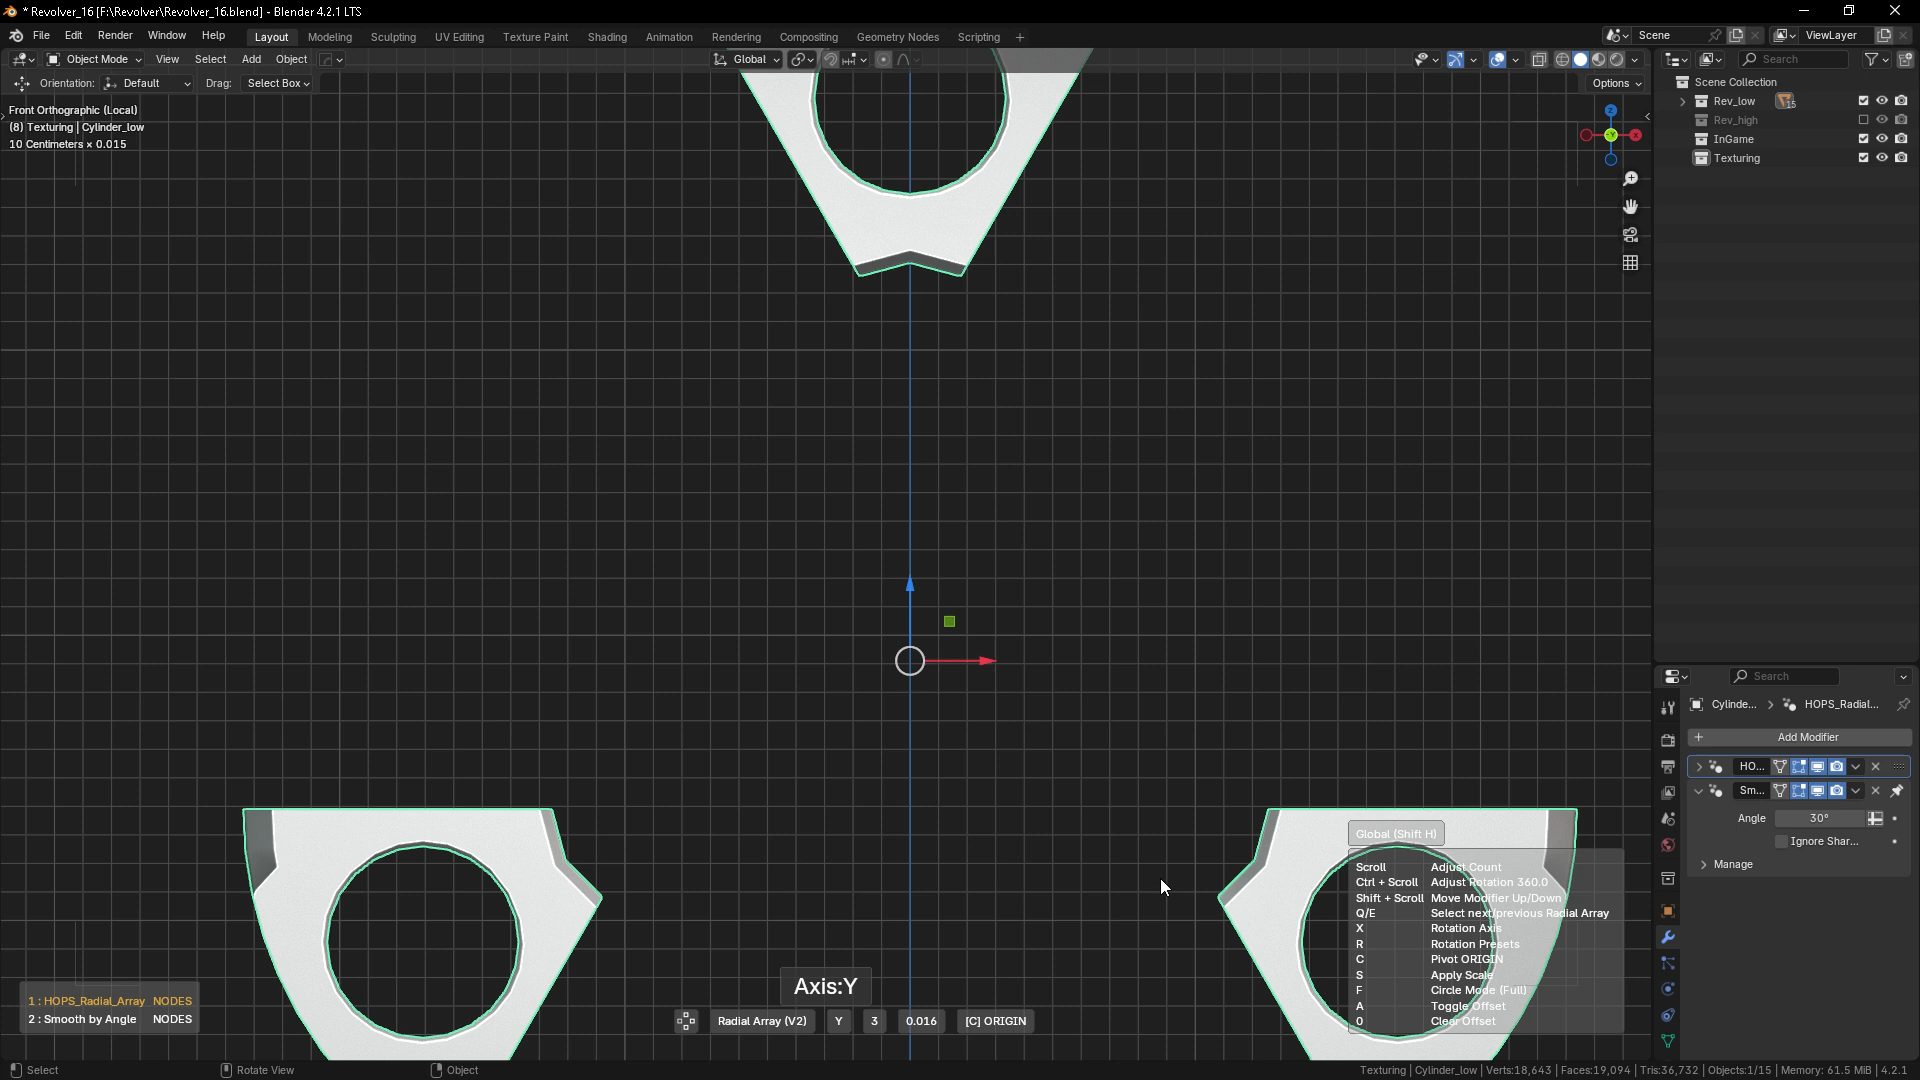 * Revolver_16 [F:\Revolver\Revolver_16.blend] - Blender 4.2.1 LTS
File Edit Render Window Help Layout Modeling Sculpting UV Editing Texture Paint Shading Animation Rendering Compositing Geometry Nodes Scripting + Scene ViewLayer
Object Mode View Select Add Object Global Search
Orientation: Default Drag: Select Box Options
Scene Collection
Front Orthographic (Local)
(8) Texturing | Cylinder_low
10 Centimeters × 0.015
Z
Y X
Rev_low 15
Rev_high
InGame
Texturing
Search
Cylinde... HOPS_Radial...
+ Add Modifier
HO...
Sm...
Angle 30°
Ignore Shar...
Manage
Global (Shift H)
Scroll Adjust Count
Ctrl + Scroll Adjust Rotation 360.0
Shift + Scroll Move Modifier Up/Down
Q/E Select next/previous Radial Array
X Rotation Axis
R Rotation Presets
C Pivot ORIGIN
S Apply Scale
F Circle Mode (Full)
A Toggle Offset
0 Clear Offset
Axis:Y
1 : HOPS_Radial_Array NODES
2 : Smooth by Angle NODES
Radial Array (V2) Y 3 0.016 [C] ORIGIN
Select Rotate View Object Texturing | Cylinder_low | Verts:18,643 | Faces:19,094 | Tris:36,732 | Objects:1/15 | Memory: 61.5 MiB | 4.2.1